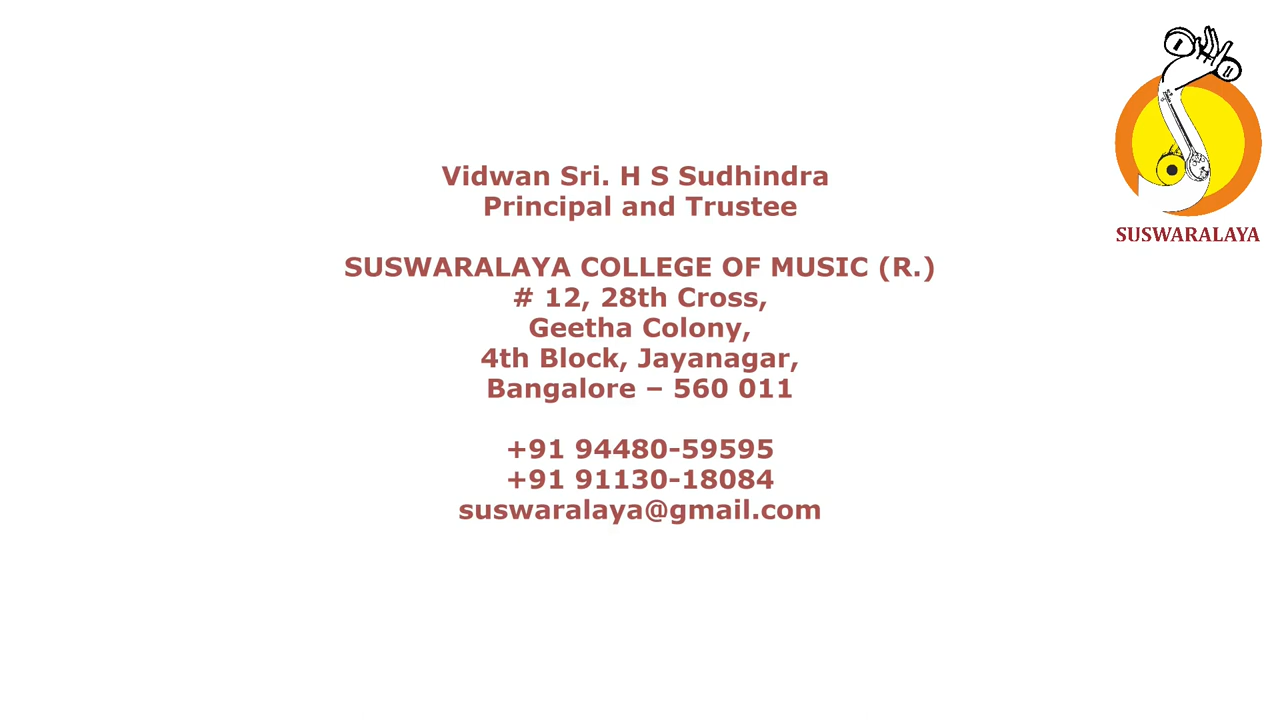 Vidwan Sri. H S Sudhindra
Principal and Trustee
SUSWARALAYA COLLEGE OF MUSIC (R.)
# 12, 28th Cross,
Geetha Colony,
4th Block, Jayanagar,
Bangalore – 560 011
+91 94480-59595
+91 91130-18084
suswaralaya@gmail.com
SUSWARALAYA